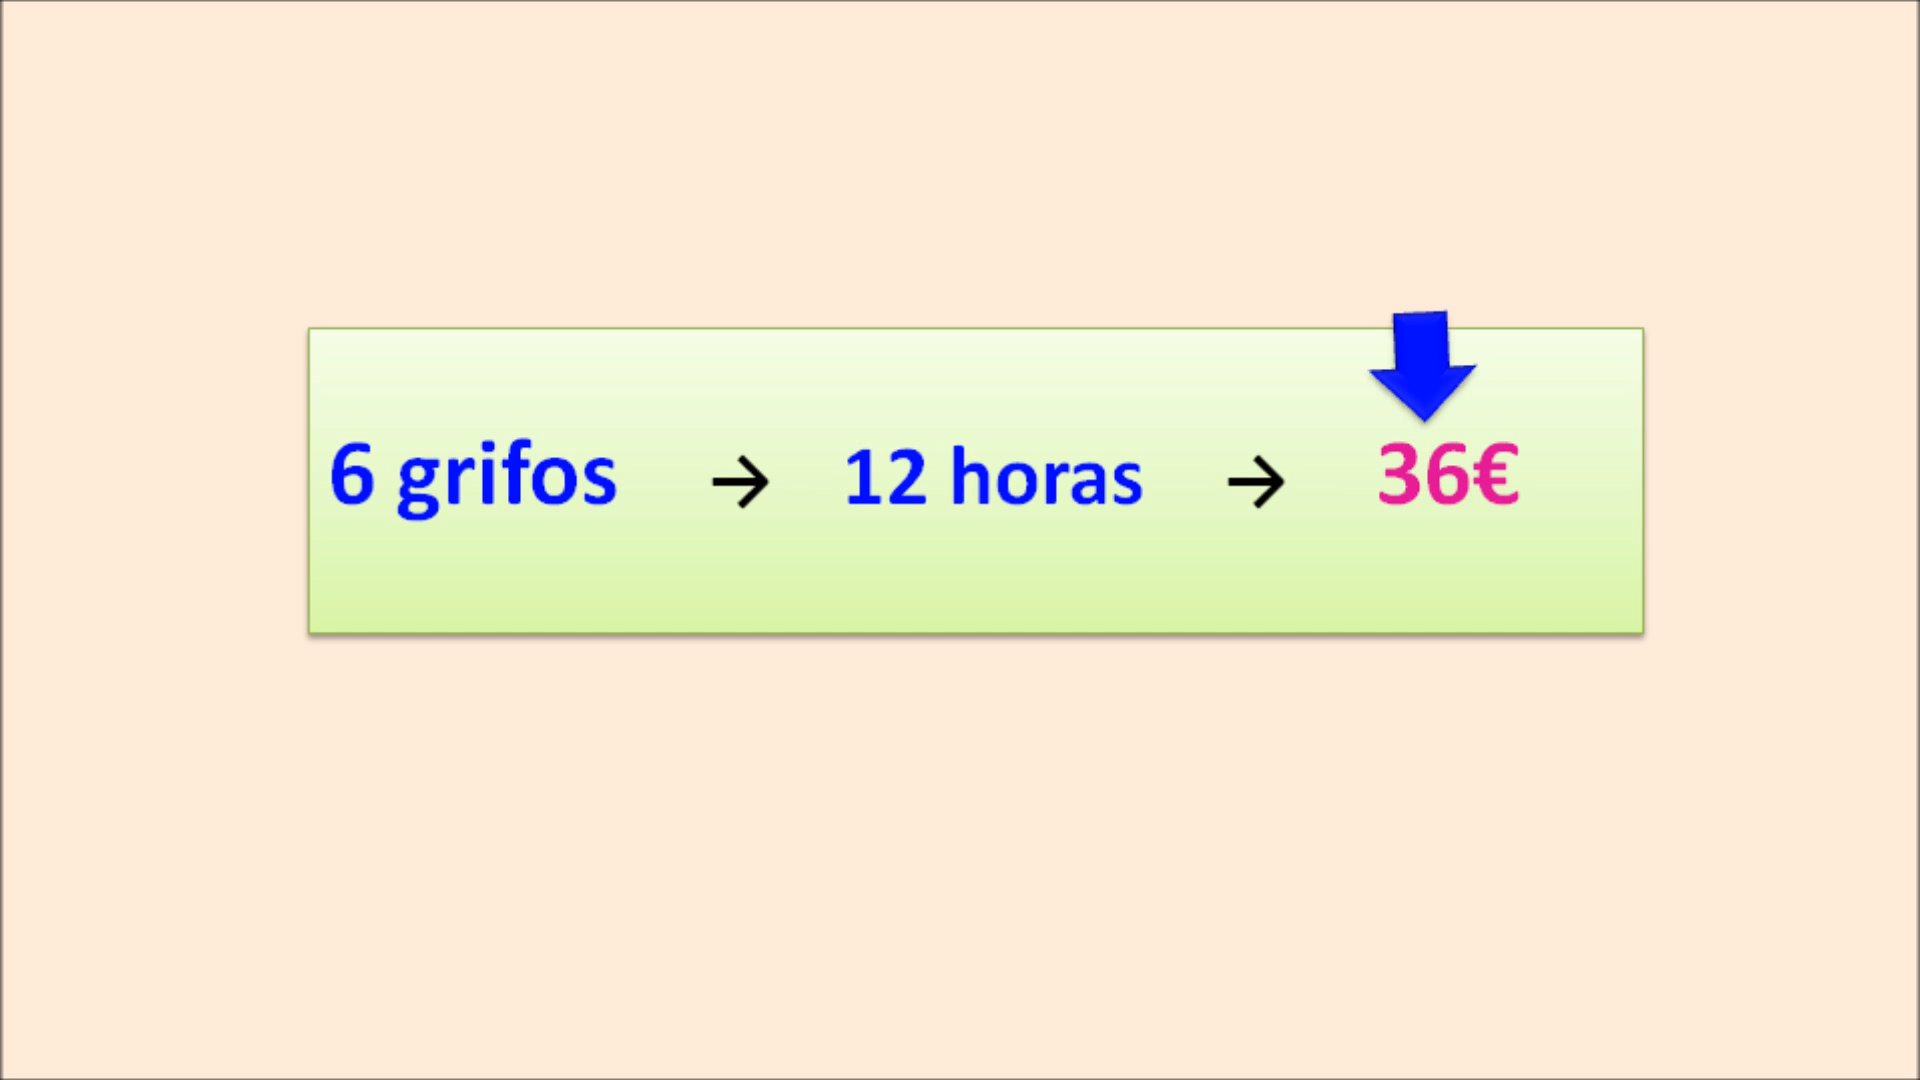 6 grifos → 12 horas → 36€